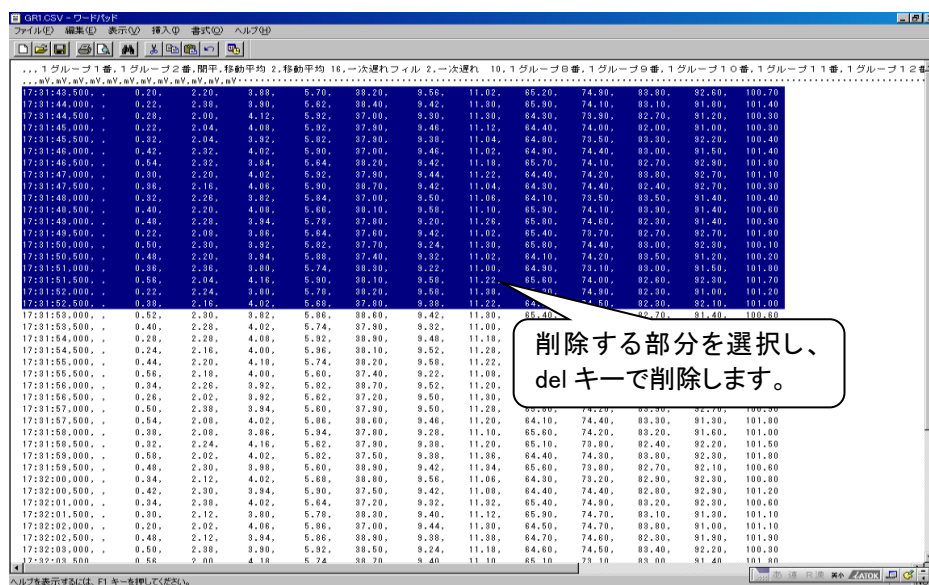 GR1.CSV - ワードパッド
ファイル(F) 編集(E) 表示(V) 挿入(I) 書式(O) ヘルプ(H)
,,,1グループ1番,1グループ2番,開平,移動平均 2,移動平均 16,一次遅れフィル 2,一次遅れ 10,1グループ8番,1グループ9番,1グループ10番,1グループ11番,1グループ12番
17:31:43.500, , 0.20, 2.20, 3.88, 5.70, 38.20, 9.56, 11.02, 65.20, 74.90, 83.80, 92.60, 100.70
17:31:44.000, , 0.22, 2.38, 3.90, 5.62, 38.40, 9.42, 11.30, 65.90, 74.10, 83.10, 91.80, 101.40
17:31:44.500, , 0.28, 2.00, 4.12, 5.92, 37.00, 9.30, 11.30, 64.30, 73.90, 82.70, 91.20, 100.30
17:31:45.000, , 0.22, 2.04, 4.08, 5.82, 37.90, 9.46, 11.12, 64.40, 74.00, 82.00, 91.00, 100.30
17:31:45.500, , 0.32, 2.04, 3.92, 5.82, 37.90, 9.38, 11.04, 64.80, 73.50, 83.30, 92.20, 100.40
17:31:46.000, , 0.42, 2.32, 4.02, 5.90, 37.00, 9.46, 11.02, 64.90, 74.40, 83.00, 91.50, 101.40
17:31:46.500, , 0.54, 2.32, 3.84, 5.64, 38.20, 9.42, 11.18, 65.70, 74.10, 82.70, 92.90, 101.80
17:31:47.000, , 0.30, 2.20, 4.02, 5.92, 37.90, 9.44, 11.22, 64.40, 74.20, 83.20, 92.70, 101.10
17:31:47.500, , 0.36, 2.16, 4.06, 5.90, 38.70, 9.42, 11.04, 64.30, 74.80, 82.40, 92.70, 100.30
17:31:48.000, , 0.32, 2.26, 3.82, 5.84, 37.00, 9.50, 11.06, 64.10, 73.50, 83.50, 91.40, 100.40
17:31:48.500, , 0.40, 2.20, 4.08, 5.66, 38.10, 9.58, 11.10, 65.90, 74.10, 83.90, 91.40, 100.60
17:31:49.000, , 0.48, 2.28, 3.94, 5.78, 37.80, 9.20, 11.26, 65.80, 74.60, 82.30, 91.40, 100.90
17:31:49.500, , 0.22, 2.08, 3.86, 5.64, 37.50, 9.42, 11.02, 65.40, 73.70, 82.70, 92.70, 101.80
17:31:50.000, , 0.50, 2.30, 3.92, 5.82, 37.70, 9.24, 11.30, 65.80, 74.40, 83.00, 92.30, 100.10
17:31:50.500, , 0.48, 2.20, 3.94, 5.88, 37.40, 9.32, 11.02, 64.10, 74.20, 83.50, 91.30, 101.20
17:31:51.000, , 0.36, 2.36, 3.80, 5.74, 38.30, 9.22, 11.00, 64.90, 73.10, 83.00, 91.50, 101.80
17:31:51.500, , 0.56, 2.04, 4.16, 5.90, 38.10, 9.58, 11.22, 65.60, 74.00, 82.60, 92.30, 101.70
17:31:52.000, , 0.22, 2.24, 3.80, 5.78, 38.20, 9.58, 11.38, 74.90, 82.30, 91.00, 101.20
17:31:52.500, , 0.38, 2.16, 4.02, 5.68, 37.80, 9.38, 11.22, 82.30, 92.10, 101.00
17:31:53.000, , 0.52, 2.30, 3.82, 5.86, 38.60, 9.42, 11.30, 65.40, 91.40, 100.60
17:31:53.500, , 0.40, 2.28, 4.02, 5.74, 37.90, 9.32, 11.00,
17:31:54.000, , 0.28, 2.28, 4.08, 5.92, 38.90, 9.48, 11.18,
17:31:54.500, , 0.24, 2.16, 4.00, 5.96, 38.10, 9.52, 11.28,
17:31:55.000, , 0.44, 2.20, 4.18, 5.74, 38.20, 9.58, 11.22,
17:31:55.500, , 0.56, 2.18, 4.00, 5.60, 37.40, 9.22, 11.08,
17:31:56.000, , 0.34, 2.26, 3.92, 5.82, 38.70, 9.52, 11.20,
17:31:56.500, , 0.26, 2.02, 3.92, 5.62, 37.20, 9.50, 11.30,
17:31:57.000, , 0.50, 2.38, 3.94, 5.60, 37.90, 9.50, 11.28,
削除する部分を選択し、
del キーで削除します。
17:31:57.500, , 0.54, 2.08, 4.02, 5.86, 38.60, 9.46, 11.20, 64.10, 74.20, 83.30, 91.30, 101.80
17:31:58.000, , 0.38, 2.08, 3.86, 5.94, 37.80, 9.28, 11.10, 65.60, 74.40, 83.20, 91.60, 101.00
17:31:58.500, , 0.32, 2.24, 4.16, 5.62, 37.90, 9.38, 11.20, 65.10, 73.80, 82.40, 92.20, 101.50
17:31:59.000, , 0.58, 2.02, 4.02, 5.82, 37.50, 9.38, 11.36, 64.40, 74.30, 83.80, 92.30, 101.80
17:31:59.500, , 0.48, 2.30, 3.98, 5.60, 38.90, 9.42, 11.34, 65.60, 73.80, 82.70, 92.10, 100.60
17:32:00.000, , 0.34, 2.12, 4.02, 5.68, 38.80, 9.56, 11.06, 64.30, 73.20, 82.90, 92.30, 100.80
17:32:00.500, , 0.42, 2.30, 3.94, 5.90, 37.50, 9.42, 11.08, 64.40, 74.40, 82.80, 92.90, 101.20
17:32:01.000, , 0.34, 2.38, 4.02, 5.64, 37.20, 9.32, 11.32, 65.40, 74.90, 83.20, 92.30, 100.60
17:32:01.500, , 0.30, 2.12, 3.80, 5.78, 38.30, 9.40, 11.12, 65.90, 74.70, 83.10, 91.30, 101.10
17:32:02.000, , 0.20, 2.02, 4.06, 5.86, 37.00, 9.44, 11.30, 64.50, 74.70, 83.80, 91.00, 101.10
17:32:02.500, , 0.48, 2.12, 3.94, 5.86, 38.90, 9.38, 11.38, 64.70, 74.60, 82.30, 91.90, 101.90
17:32:03.000, , 0.50, 2.38, 3.90, 5.92, 38.50, 9.24, 11.18, 64.60, 74.50, 83.40, 92.20, 101.30
ヘルプを表示するには、F1 キーを押してください。
ATOK